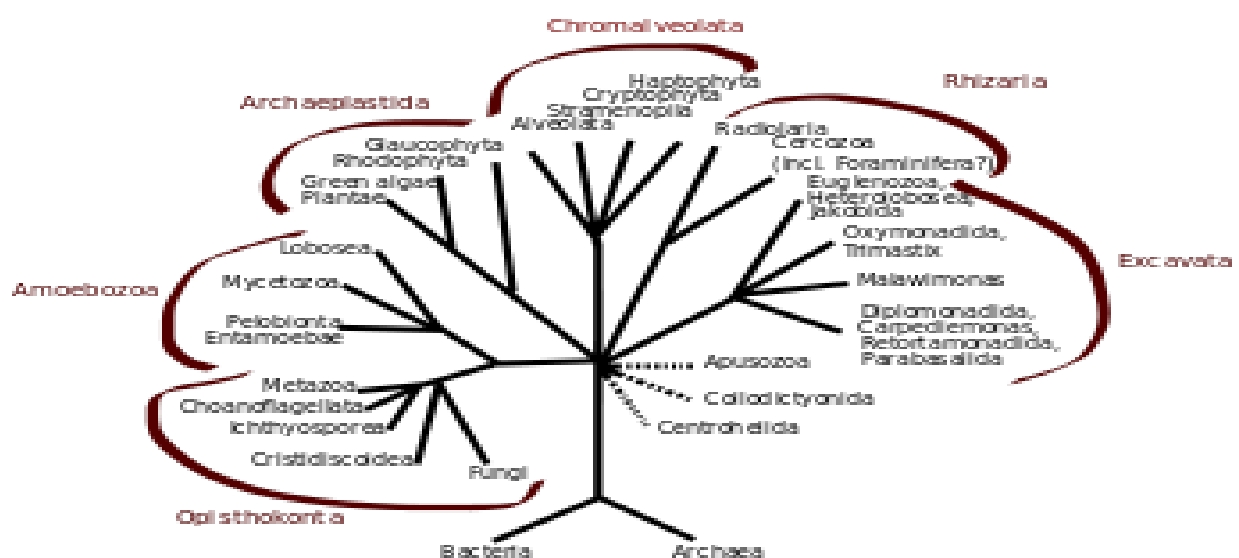 Chromalveolata
Archaeplastida
Rhizaria
Haptophyta
Cryptophyta
Stramenopila
Alveolata
Glaucophyta
Rhodophyta
Green algae
Plantae
Radiolaria
Cercozoa
(incl. Foraminifera?)
Euglenozoa,
Heterolobosea,
Jakobida
Oxymonadida,
Trimastix
Malawimonas
Diplomonadida,
Carpediemonas,
Retortamonadida,
Parabasalida
Excavata
Lobosea
Mycetozoa
Pelobionta
Entamoebae
Amoebozoa
Apusozoa
Collodictyonida
Centrohelida
Metazoa
Choanoflagellata
Ichthyosporea
Cristidiscoidea
Fungi
Opisthokonta
Bacteria
Archaea